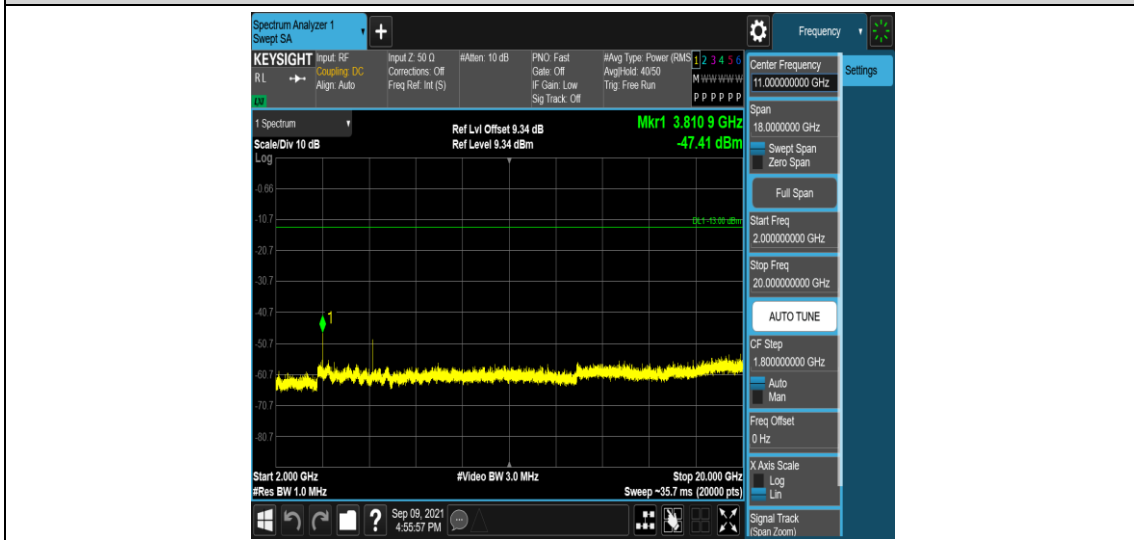 Spectrum Analyzer 1
Swept SA
+
Frequency
KEYSIGHT
RL
Input: RF
Coupling: DC
Align: Auto
Input Z: 50 Ω
Corrections: Off
Freq Ref: Int (S)
#Atten: 10 dB
PNO: Fast
Gate: Off
IF Gain: Low
Sig Track: Off
#Avg Type: Power (RMS
Avg|Hold: 40/50
Trig: Free Run
1 2 3 4 5 6
M W W W W W
P P P P P P
1 Spectrum
Scale/Div 10 dB
Log
Ref Lvl Offset 9.34 dB
Ref Level 9.34 dBm
Mkr1 3.810 9 GHz
-47.41 dBm
-0.66
-10.7
DL1 -13.00 dBm
-20.7
-30.7
-40.7
1
-50.7
-60.7
-70.7
-80.7
Start 2.000 GHz
#Res BW 1.0 MHz
#Video BW 3.0 MHz
Stop 20.000 GHz
Sweep ~35.7 ms (20000 pts)
?
Sep 09, 2021
4:55:57 PM
Center Frequency
11.000000000 GHz
Settings
Span
18.0000000 GHz
Swept Span
Zero Span
Full Span
Start Freq
2.000000000 GHz
Stop Freq
20.000000000 GHz
AUTO TUNE
CF Step
1.800000000 GHz
Auto
Man
Freq Offset
0 Hz
X Axis Scale
Log
Lin
Signal Track
(Span Zoom)